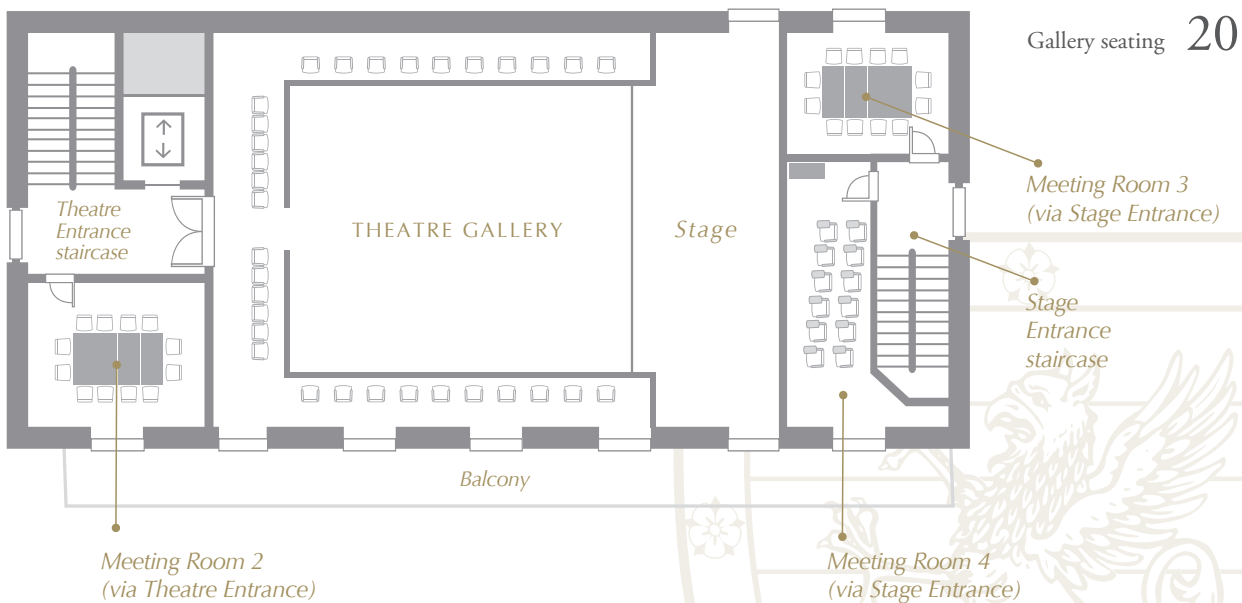 Gallery seating 20
Theatre
Entrance
staircase
THEATRE GALLERY
Stage
Meeting Room 3
(via Stage Entrance)
Stage
Entrance
staircase
Balcony
Meeting Room 2
(via Theatre Entrance)
Meeting Room 4
(via Stage Entrance)